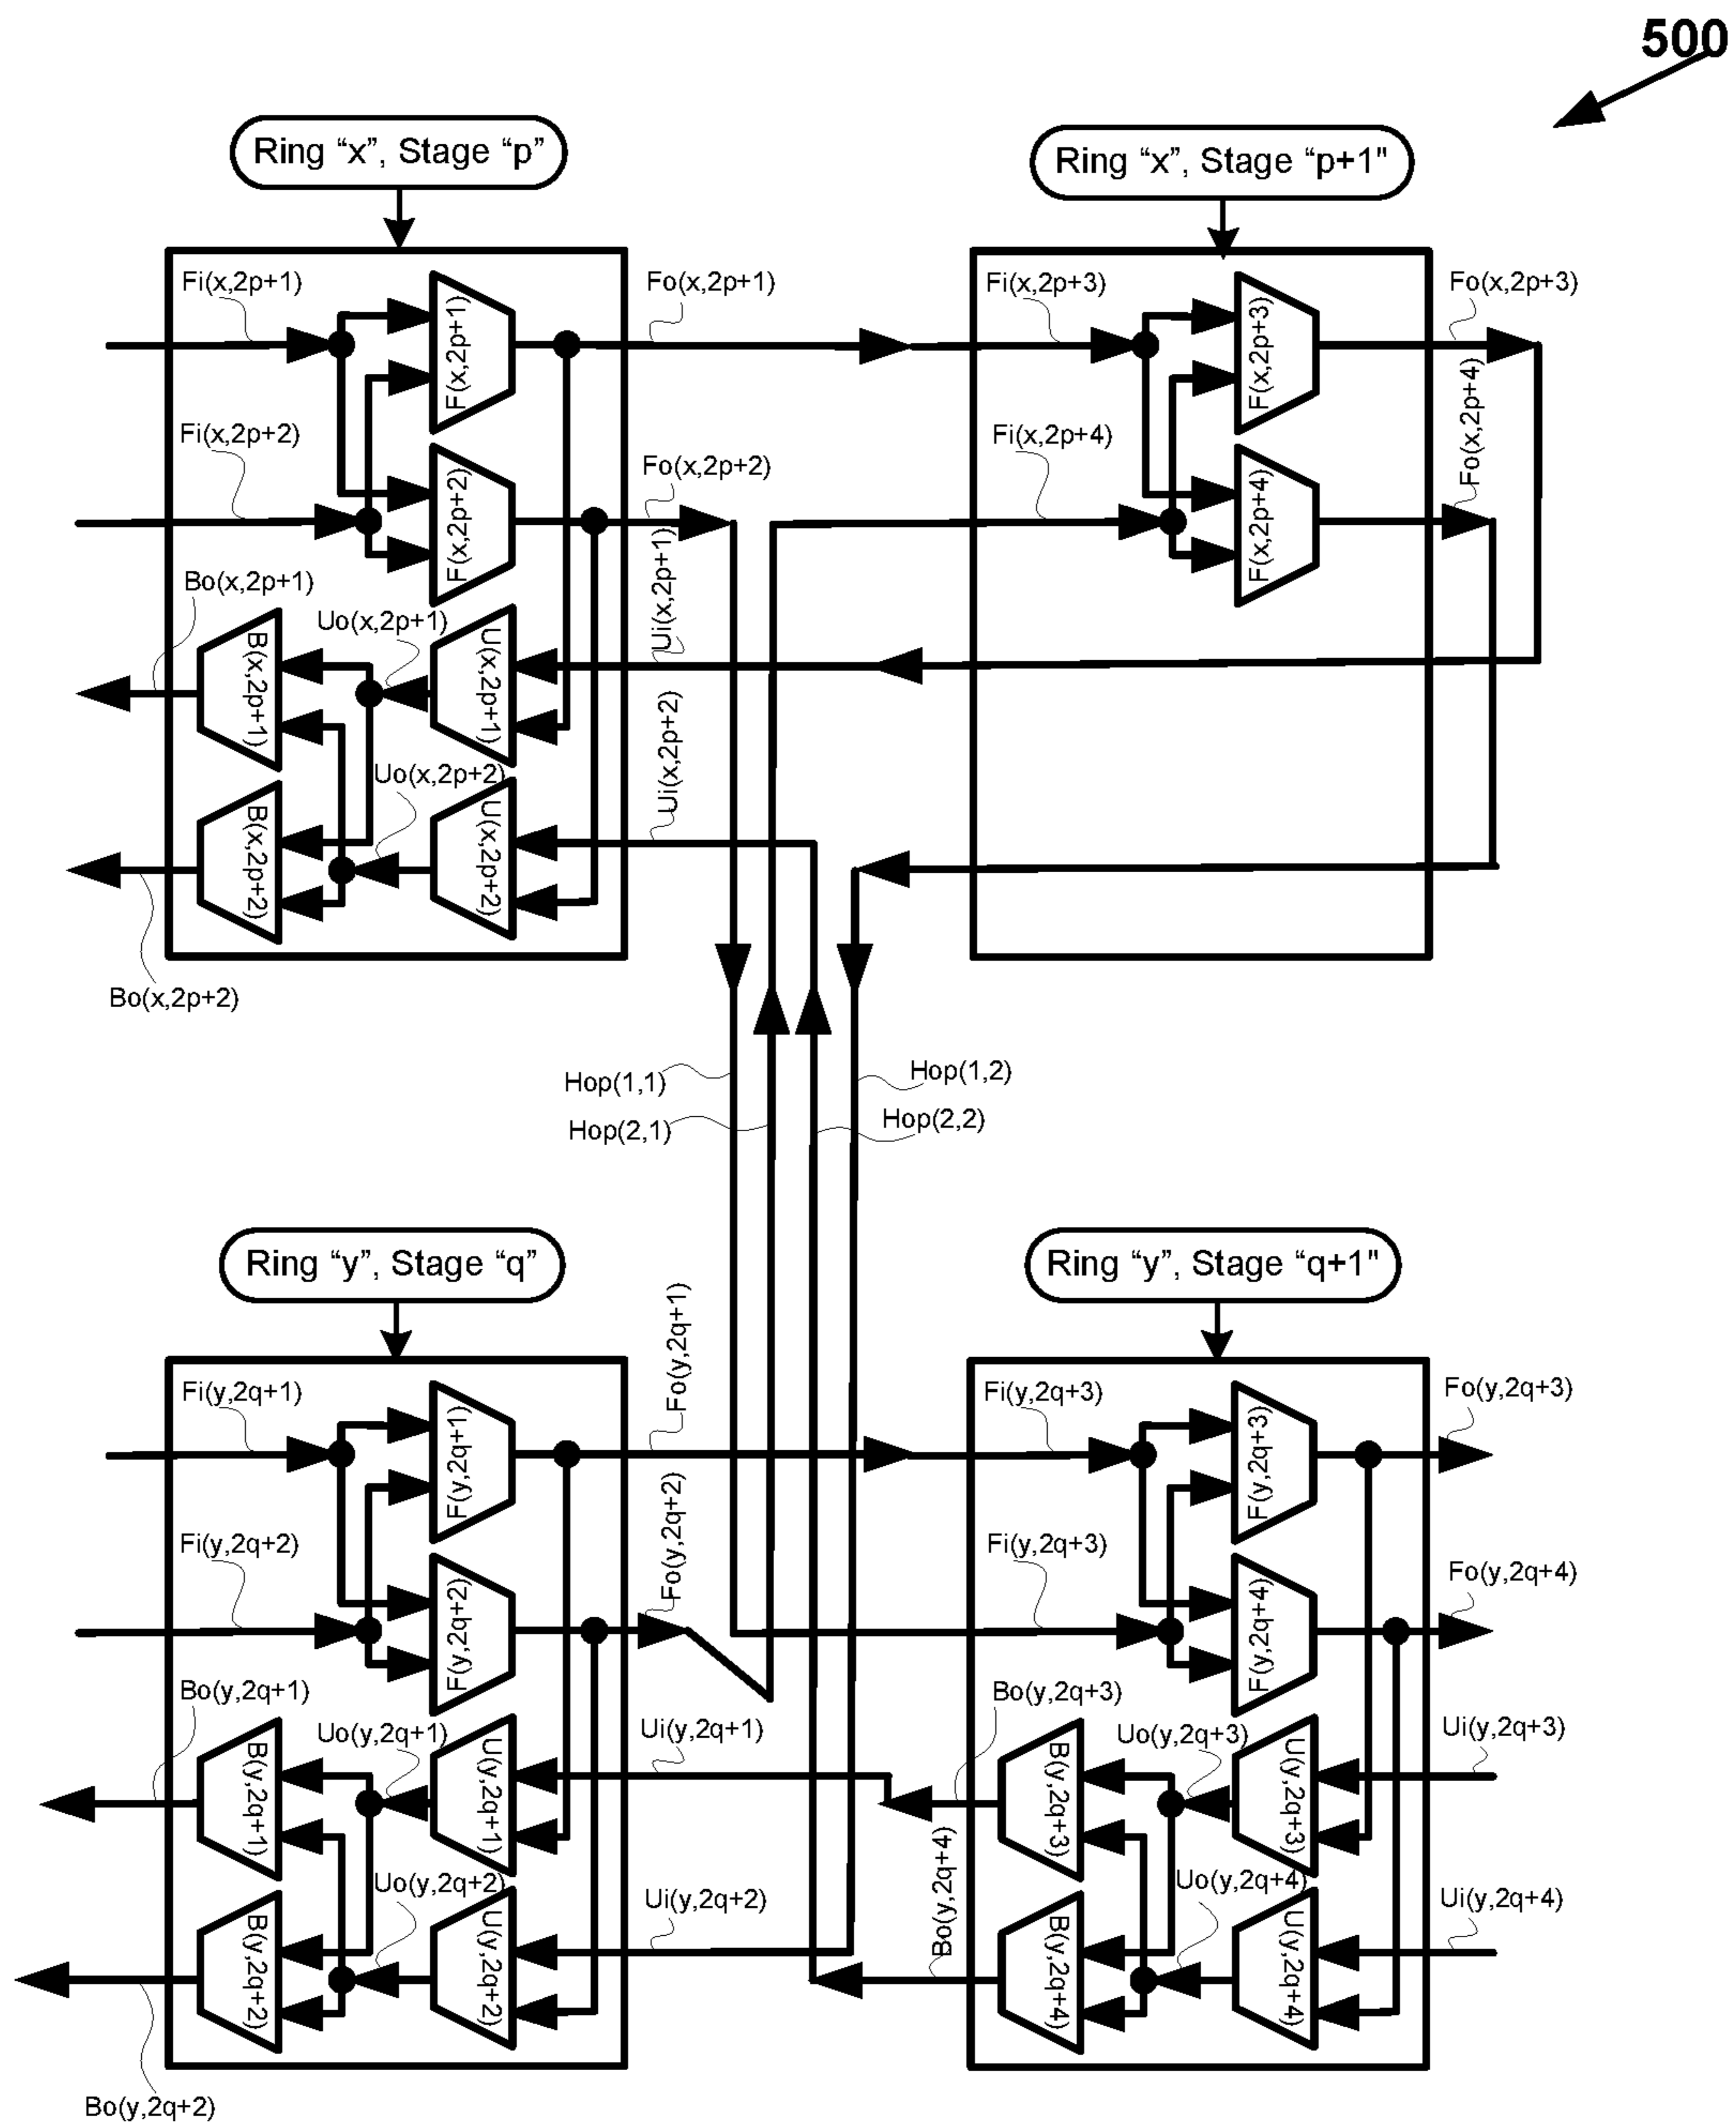 500
Ring “x”, Stage “p”
Ring “x”, Stage “p+1"
Fi(x,2p+1)
F(x,2p+1)
Fo(x,2p+1)
Fi(x,2p+3)
F(x,2p+3)
Fo(x,2p+3)
Fi(x,2p+2)
F(x,2p+2)
Fo(x,2p+2)
Fi(x,2p+4)
F(x,2p+4)
Fo(x,2p+4)
Bo(x,2p+1)
B(x,2p+1)
Uo(x,2p+1)
U(x,2p+1)
Ui(x,2p+1)
B(x,2p+2)
Uo(x,2p+2)
U(x,2p+2)
Ui(x,2p+2)
Bo(x,2p+2)
Hop(1,1)
Hop(1,2)
Hop(2,1)
Hop(2,2)
Ring “y”, Stage “q”
Ring “y”, Stage “q+1"
Fi(y,2q+1)
F(y,2q+1)
Fo(y,2q+1)
Fi(y,2q+3)
F(y,2q+3)
Fo(y,2q+3)
Fi(y,2q+2)
F(y,2q+2)
Fo(y,2q+2)
Fi(y,2q+3)
F(y,2q+4)
Fo(y,2q+4)
Bo(y,2q+1)
B(y,2q+1)
Uo(y,2q+1)
U(y,2q+1)
Ui(y,2q+1)
Bo(y,2q+3)
B(y,2q+3)
Uo(y,2q+3)
U(y,2q+3)
Ui(y,2q+3)
B(y,2q+2)
Uo(y,2q+2)
U(y,2q+2)
Ui(y,2q+2)
Bo(y,2q+4)
B(y,2q+4)
Uo(y,2q+4)
U(y,2q+4)
Ui(y,2q+4)
Bo(y,2q+2)